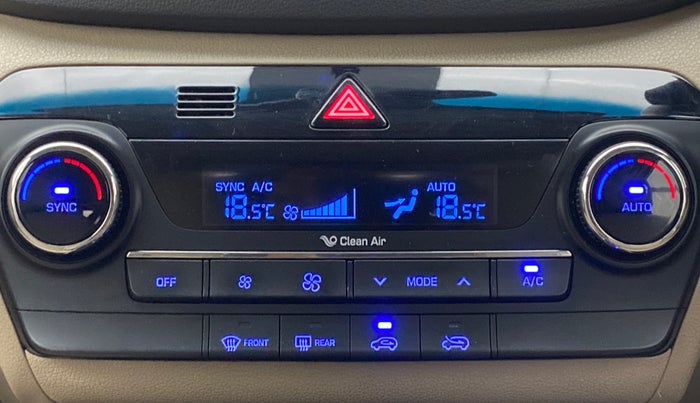 SYNC A/C AUTO
18.5°C 18.5°C
SYNC AUTO
Clean Air
OFF MODE A/C
FRONT REAR